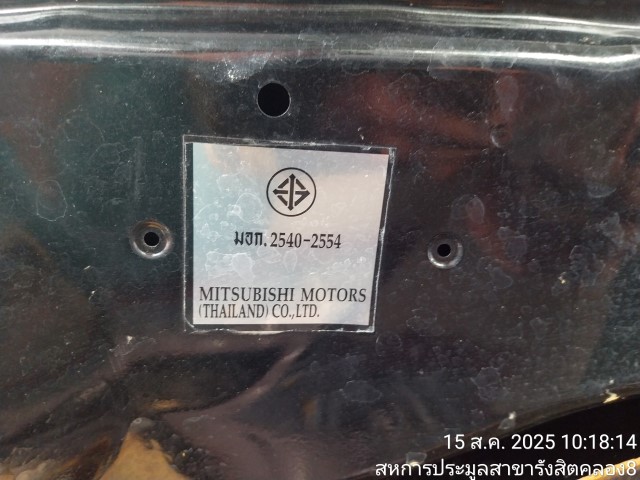 มอก. 2540-2554
MITSUBISHI MOTORS
(THAILAND) CO.,LTD.
15 ส.ค. 2025 10:18:14
สหการประมูลสาขารังสิตคลอง8